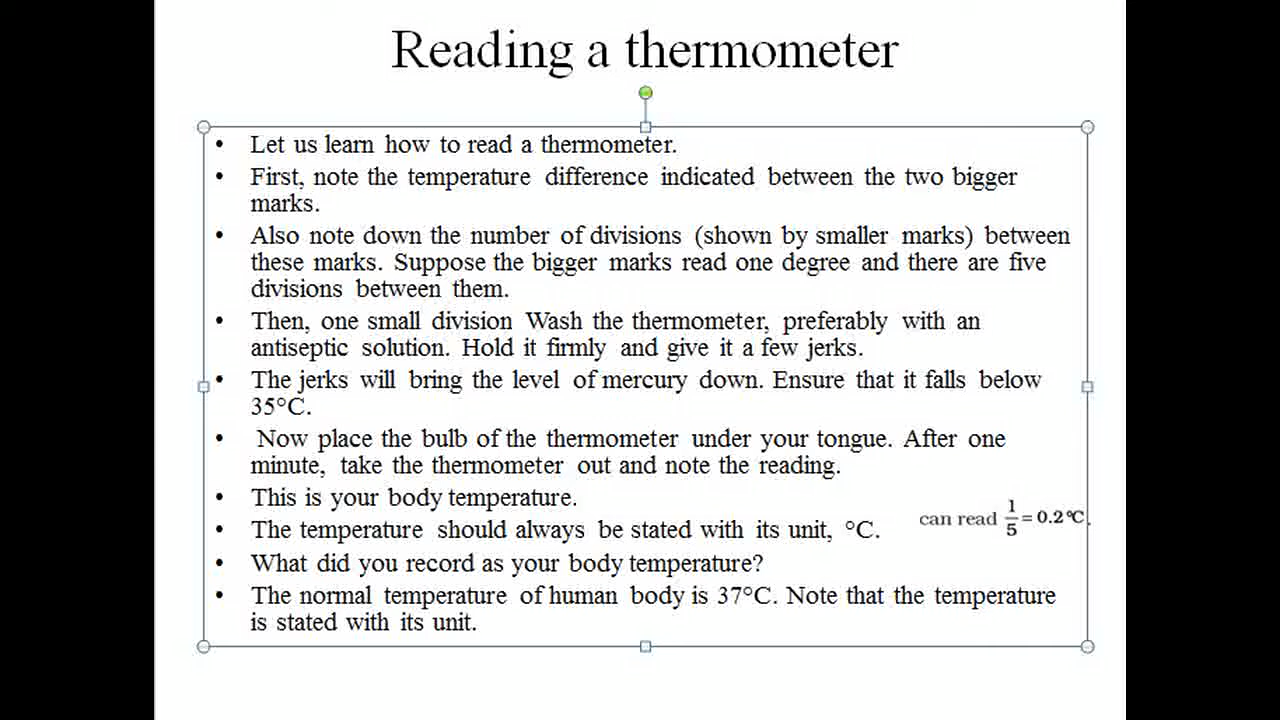 Reading a thermometer
• Let us learn how to read a thermometer.
• First, note the temperature difference indicated between the two bigger
marks.
• Also note down the number of divisions (shown by smaller marks) between
these marks. Suppose the bigger marks read one degree and there are five
divisions between them.
• Then, one small division Wash the thermometer, preferably with an
antiseptic solution. Hold it firmly and give it a few jerks.
• The jerks will bring the level of mercury down. Ensure that it falls below
35°C.
• Now place the bulb of the thermometer under your tongue. After one
minute, take the thermometer out and note the reading.
• This is your body temperature.
• The temperature should always be stated with its unit, °C.
can read 1/5 = 0.2°C.
• What did you record as your body temperature?
• The normal temperature of human body is 37°C. Note that the temperature
is stated with its unit.